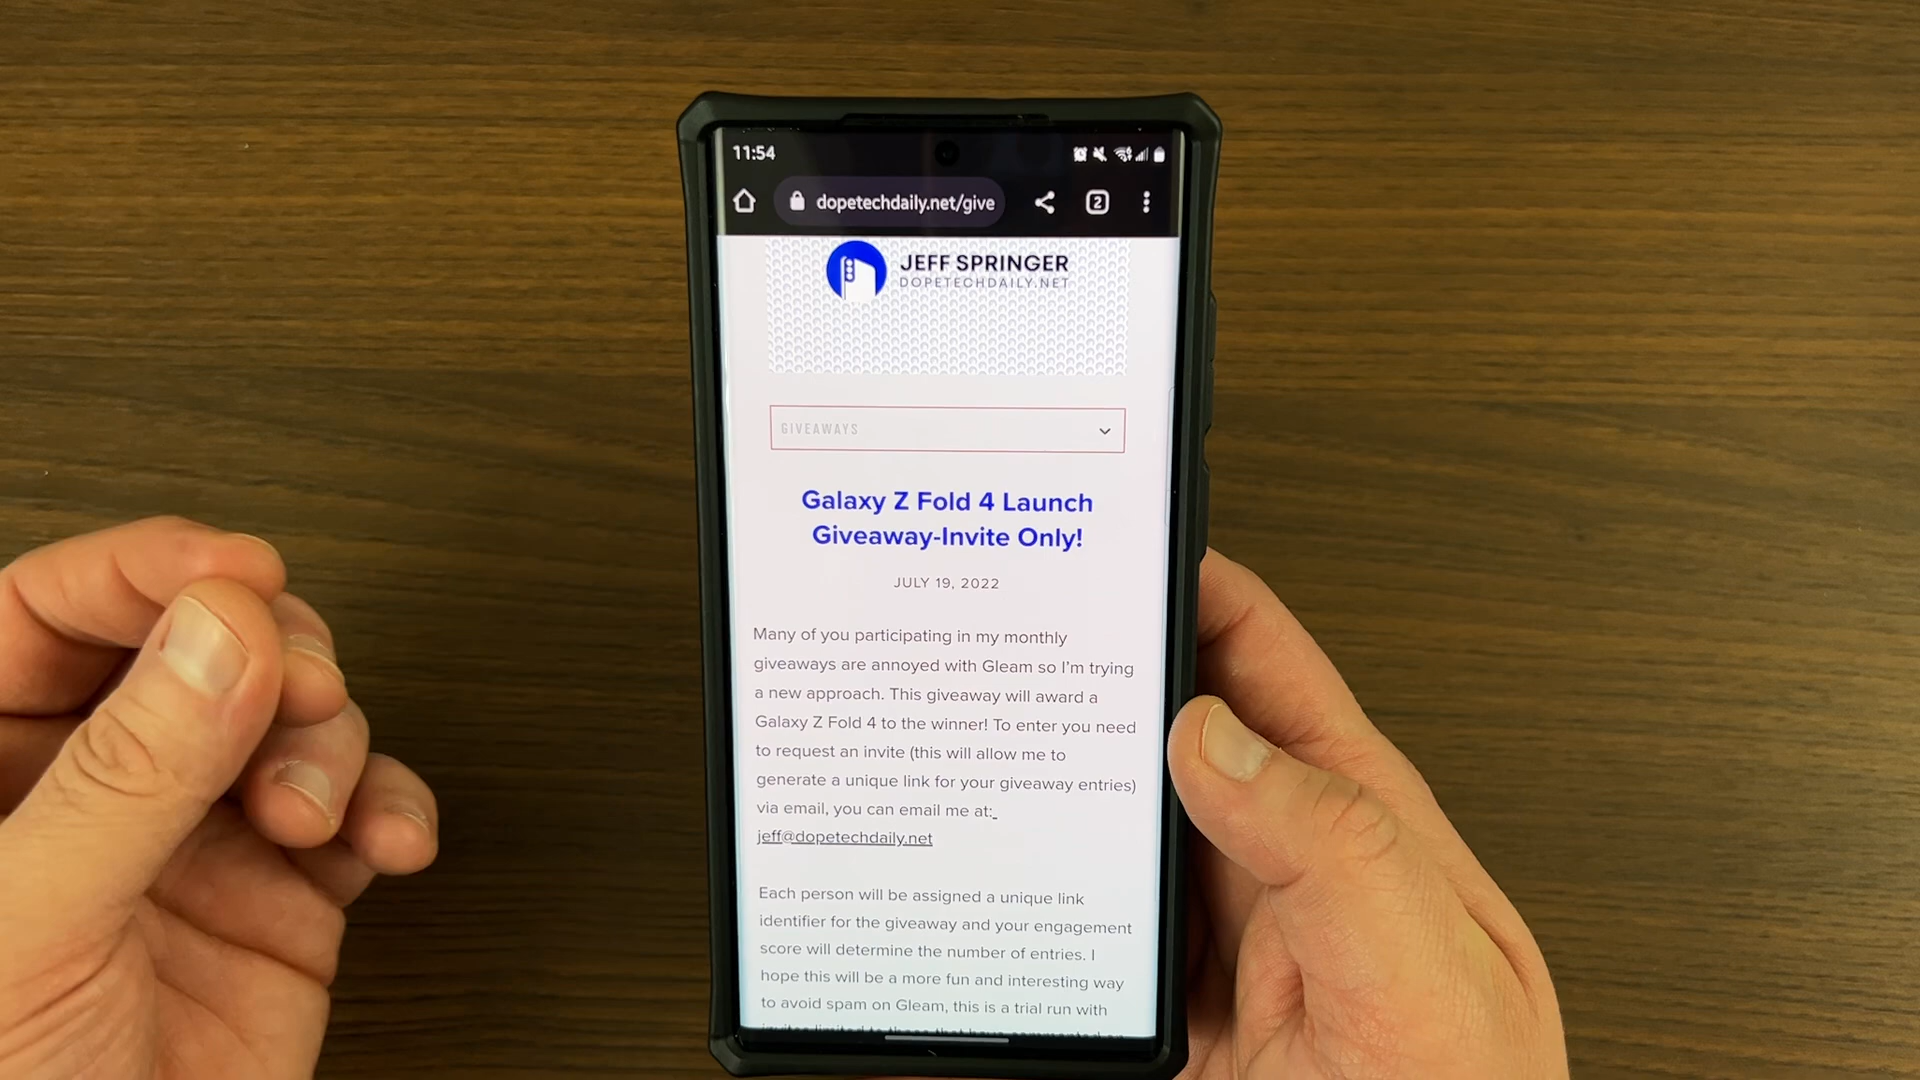 11:54
dopetechdaily.net/give
2
JEFF SPRINGER
DOPETECHDAILY.NET
GIVEAWAYS
Galaxy Z Fold 4 Launch
Giveaway-Invite Only!
JULY 19, 2022
Many of you participating in my monthly
giveaways are annoyed with Gleam so I'm trying
a new approach. This giveaway will award a
Galaxy Z Fold 4 to the winner! To enter you need
to request an invite (this will allow me to
generate a unique link for your giveaway entries)
via email, you can email me at:
jeff@dopetechdaily.net
Each person will be assigned a unique link
identifier for the giveaway and your engagement
score will determine the number of entries. I
hope this will be a more fun and interesting way
to avoid spam on Gleam, this is a trial run with